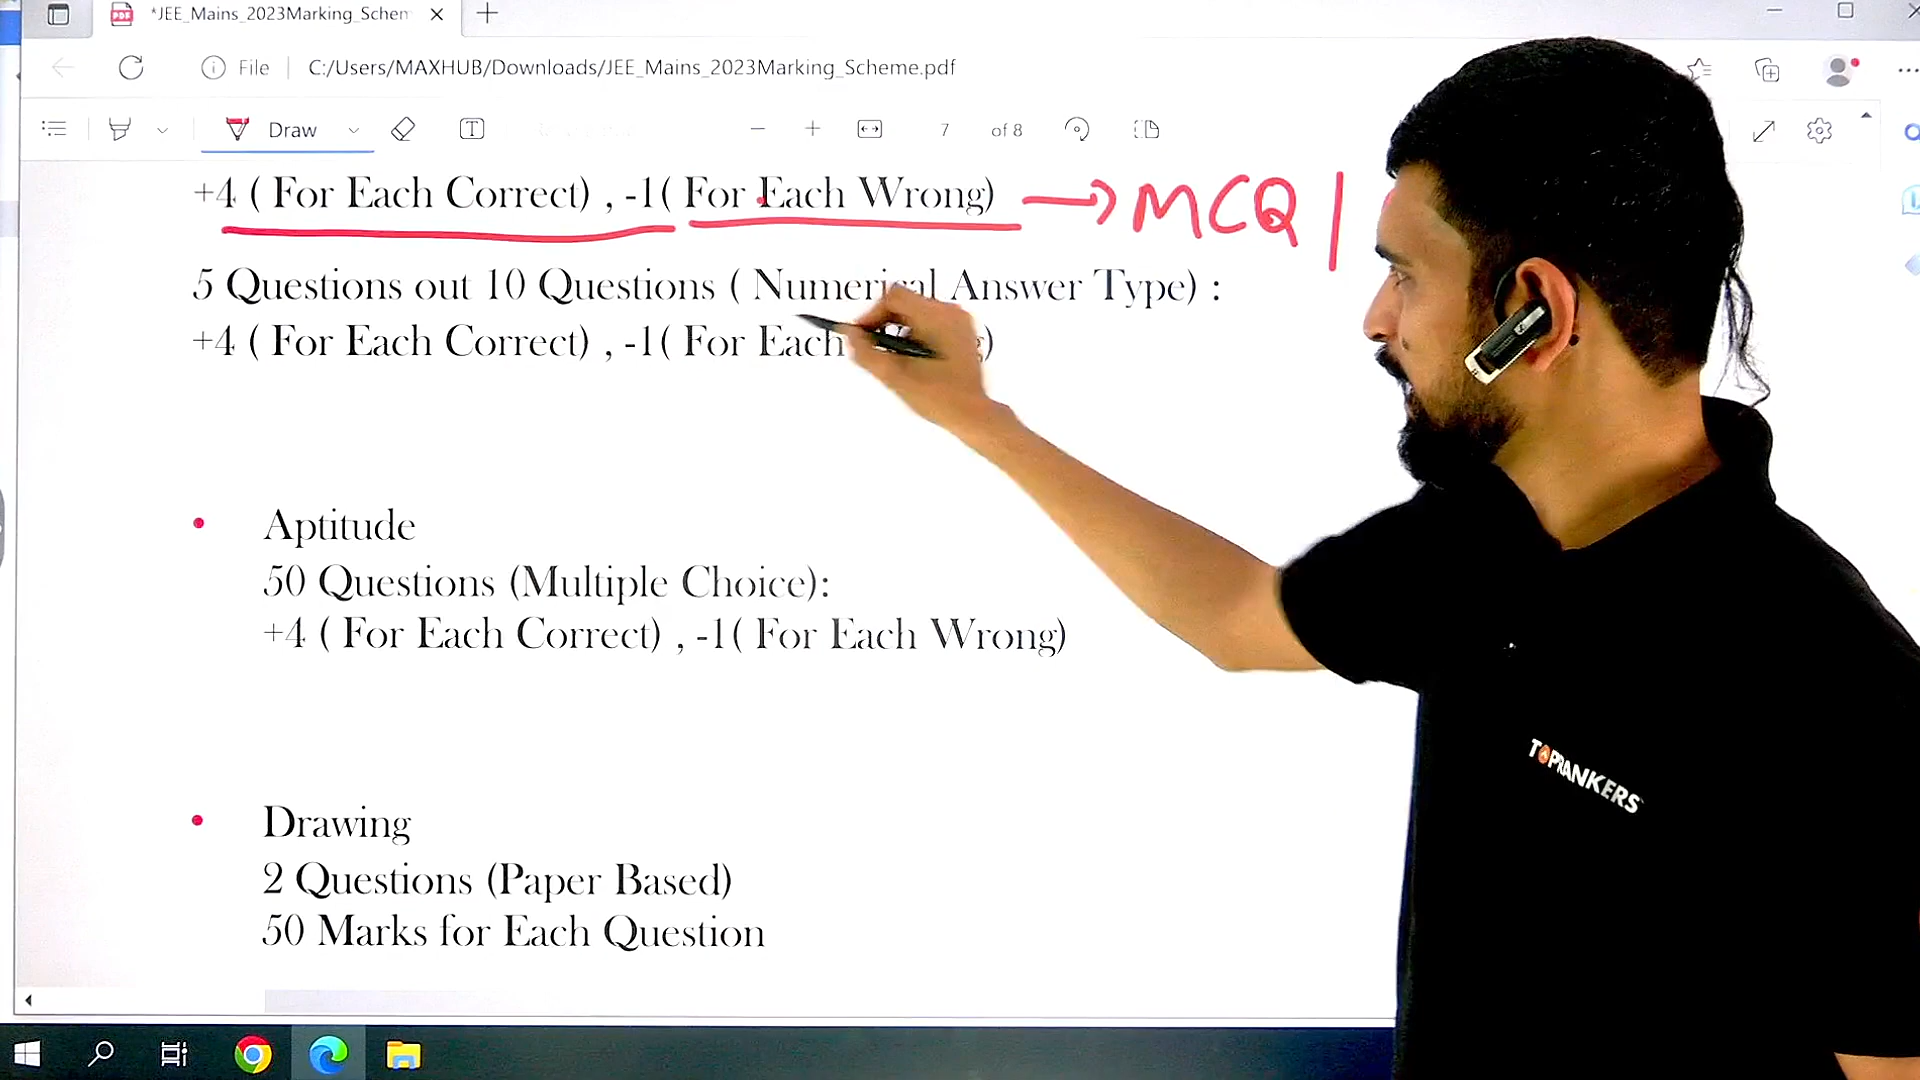 *JEE_Mains_2023Marking_Schem
File
C:/Users/MAXHUB/Downloads/JEE_Mains_2023Marking_Scheme.pdf
Draw
7 of 8
+4 ( For Each Correct) , -1( For Each Wrong) → MCQ |
5 Questions out 10 Questions ( Numerical Answer Type) :
+4 ( For Each Correct) , -1( For Each
• Aptitude
50 Questions (Multiple Choice):
+4 ( For Each Correct) , -1( For Each Wrong)
• Drawing
2 Questions (Paper Based)
50 Marks for Each Question
TOPRANKERS